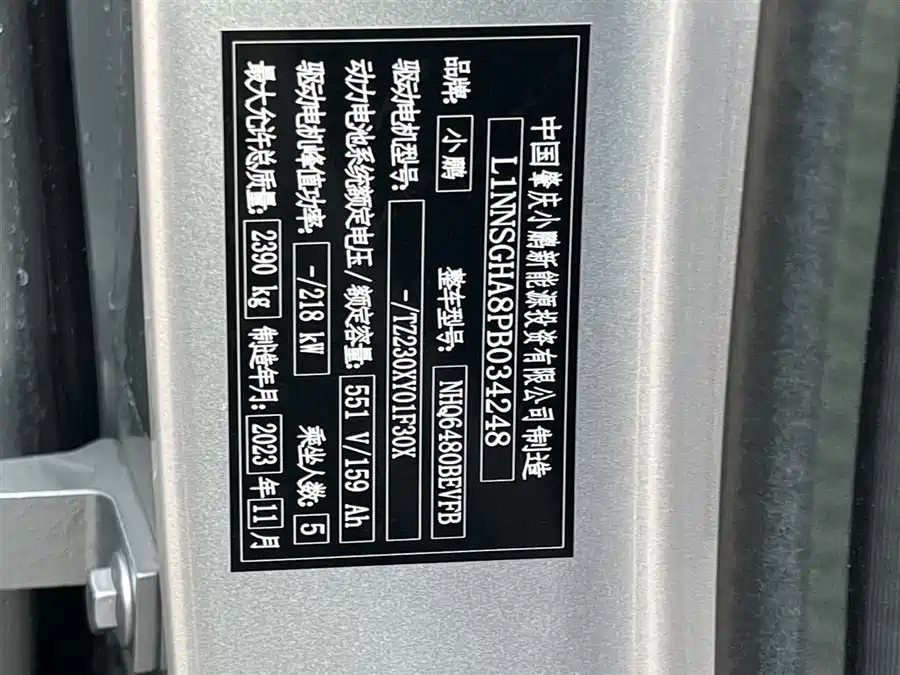 中国肇庆小鹏新能源投资有限公司制造
L1NNSGHA8PB034248
品牌: 小鹏 整车型号: NHQ6480BEVFB
驱动电机型号: -/TZ230XY01F30X
动力电池系统额定电压/额定容量: 551 V/159 Ah
驱动电机峰值功率: -/218 kW 乘坐人数: 5
最大允许总质量: 2390 kg 制造年月: 2023 年 11 月